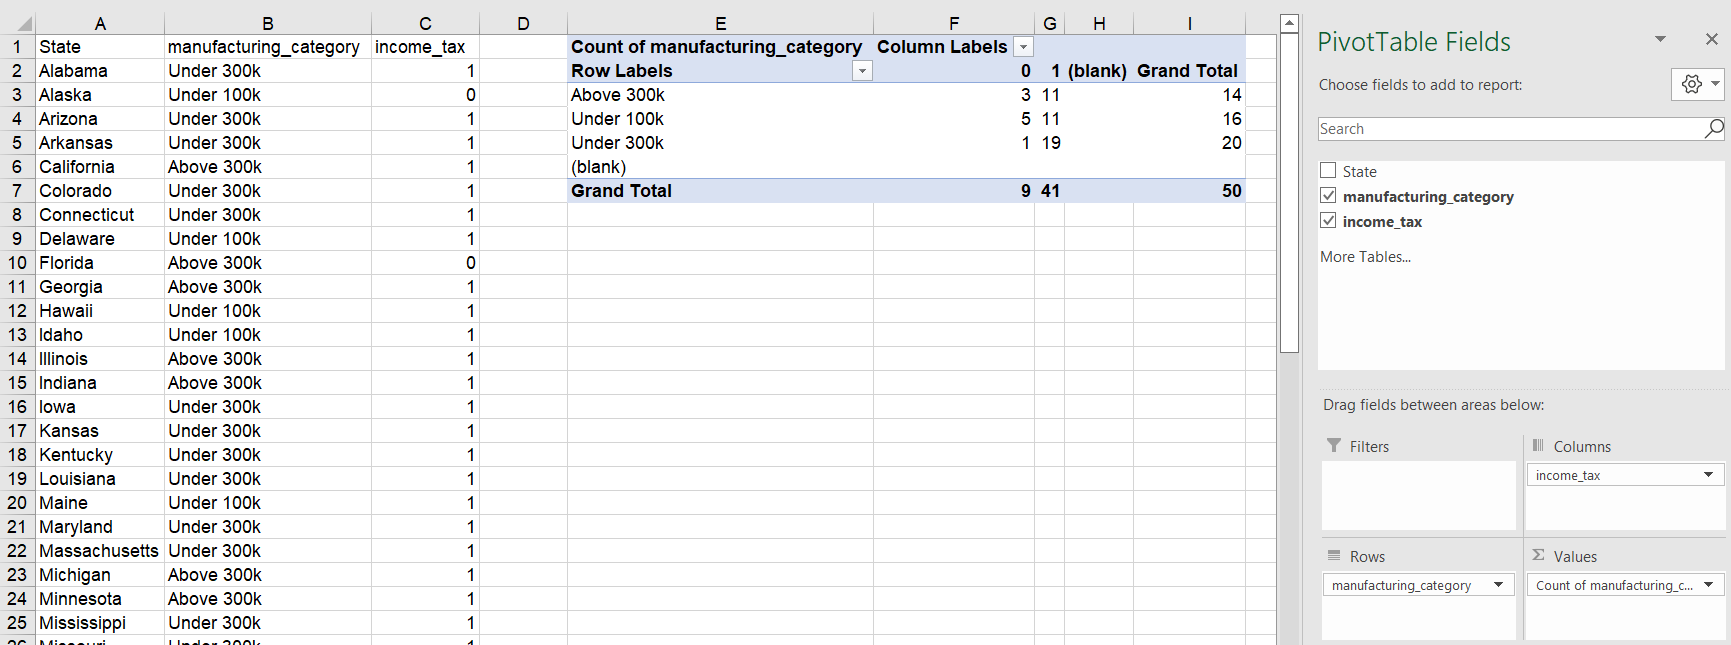 A B C D E F G H I
1 State manufacturing_category income_tax Count of manufacturing_category Column Labels
2 Alabama Under 300k 1 Row Labels 0 1 (blank) Grand Total
3 Alaska Under 100k 0 Above 300k 3 11 14
4 Arizona Under 300k 1 Under 100k 5 11 16
5 Arkansas Under 300k 1 Under 300k 1 19 20
6 California Above 300k 1 (blank)
7 Colorado Under 300k 1 Grand Total 9 41 50
8 Connecticut Under 300k 1
9 Delaware Under 100k 1
10 Florida Above 300k 0
11 Georgia Above 300k 1
12 Hawaii Under 100k 1
13 Idaho Under 100k 1
14 Illinois Above 300k 1
15 Indiana Above 300k 1
16 Iowa Under 300k 1
17 Kansas Under 300k 1
18 Kentucky Under 300k 1
19 Louisiana Under 300k 1
20 Maine Under 100k 1
21 Maryland Under 300k 1
22 Massachusetts Under 300k 1
23 Michigan Above 300k 1
24 Minnesota Above 300k 1
25 Mississippi Under 300k 1
26 Missouri Under 300k 1
PivotTable Fields
Choose fields to add to report:
Search
State
manufacturing_category
income_tax
More Tables...
Drag fields between areas below:
Filters
Columns
income_tax
Rows
manufacturing_category
Values
Count of manufacturing_c...